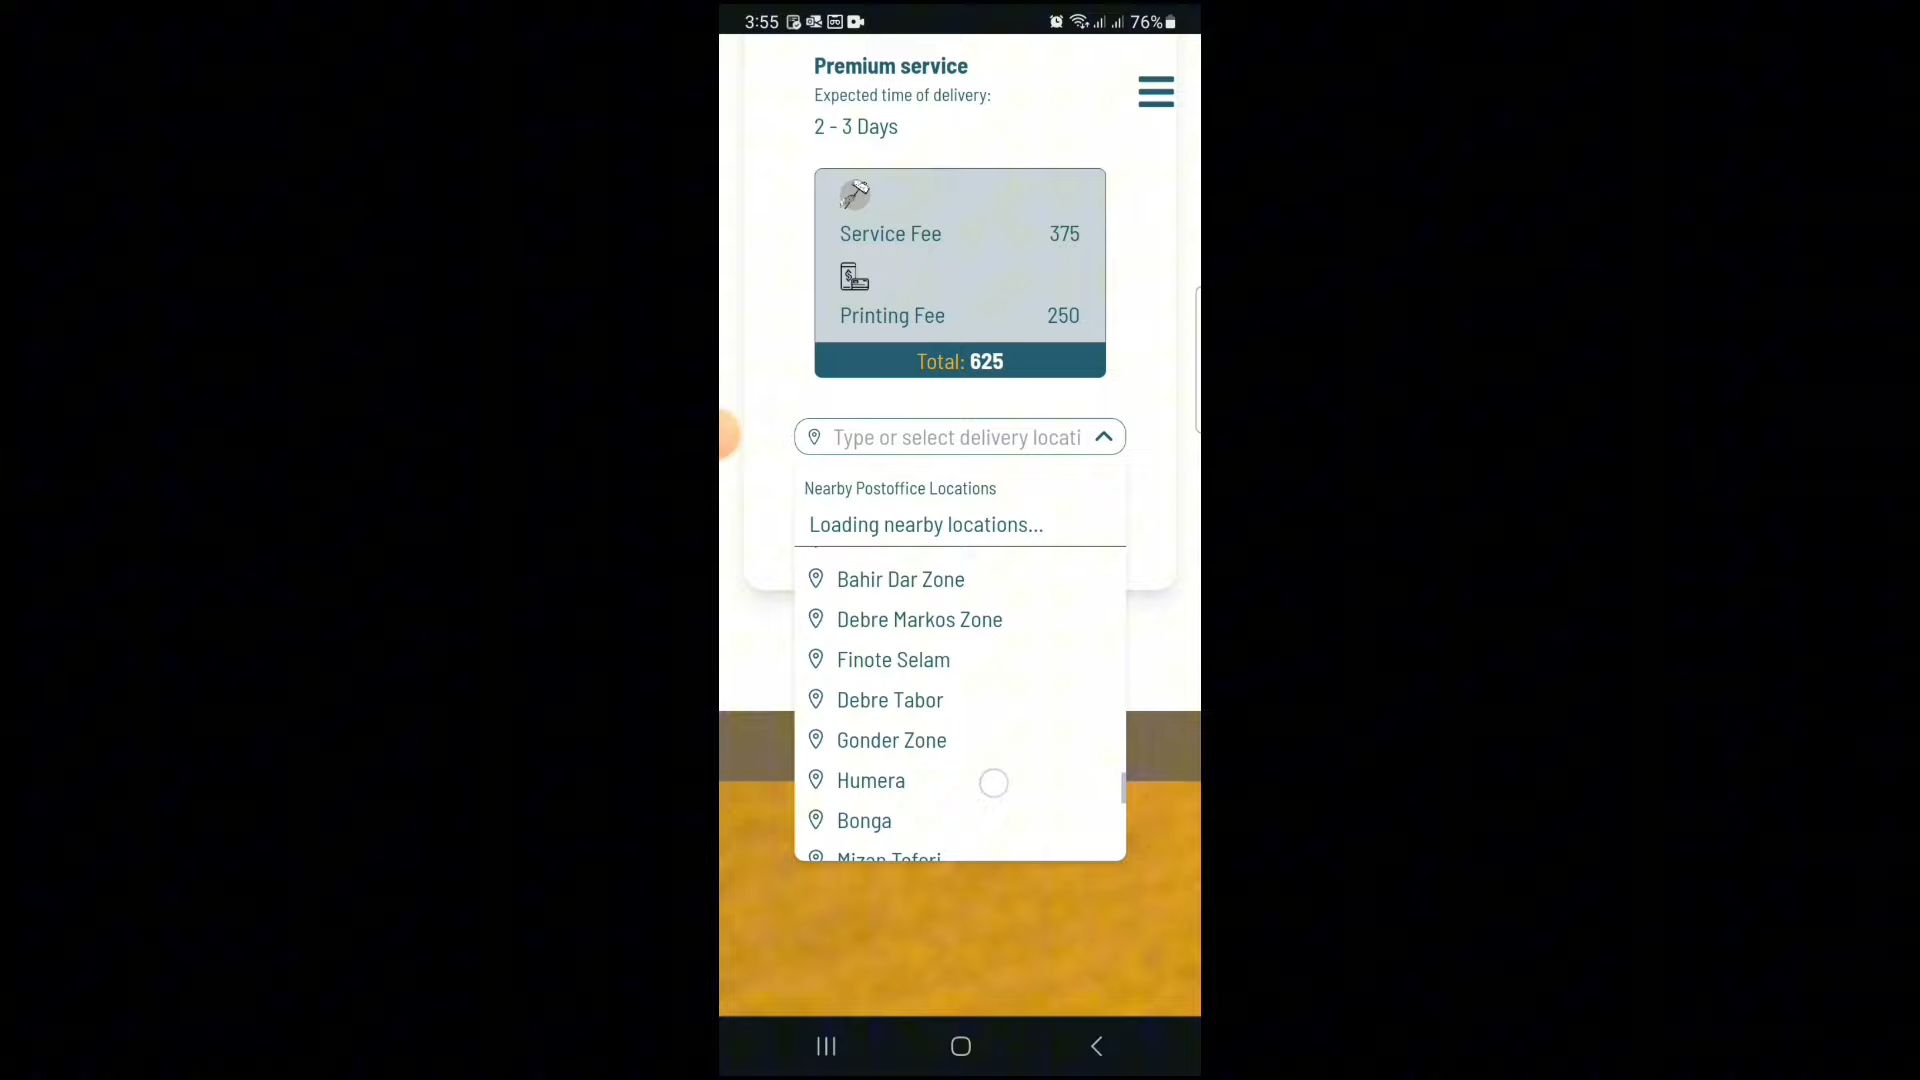 3:55 76%
Premium service
Expected time of delivery:
2 - 3 Days
Service Fee 375
Printing Fee 250
Total: 625
Type or select delivery locati
Nearby Postoffice Locations
Loading nearby locations...
Bahir Dar Zone
Debre Markos Zone
Finote Selam
Debre Tabor
Gonder Zone
Humera
Bonga
Mizan Teferi